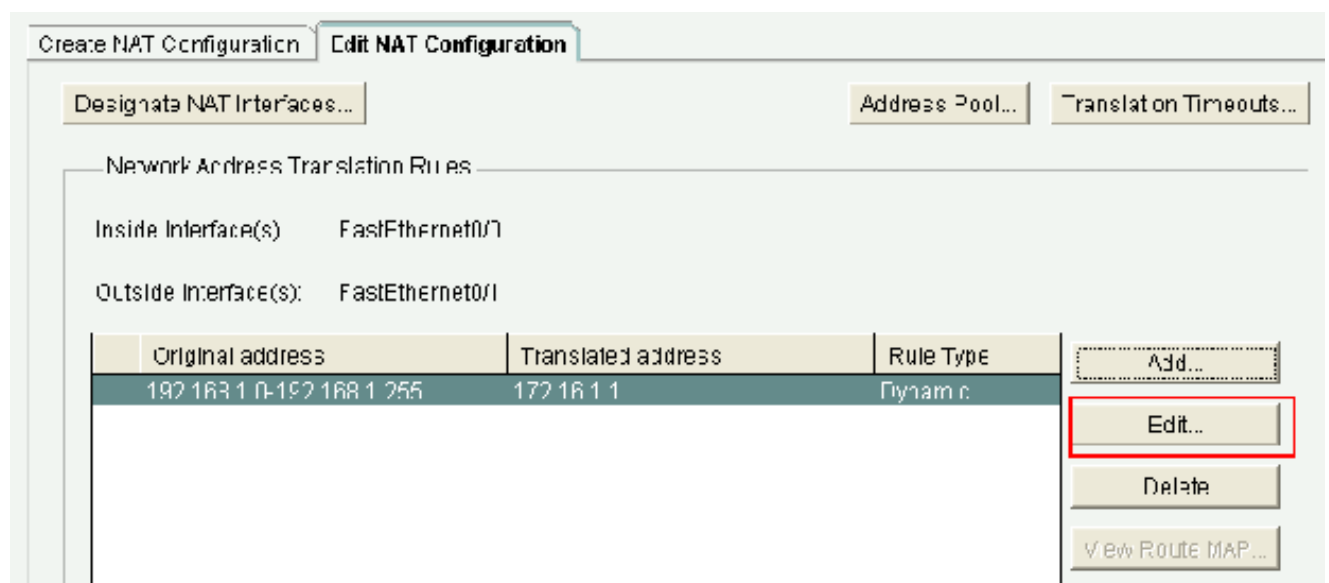 Create NAT Configuration
Edit NAT Configuration
Designate NAT Interfaces...
Address Pool...
Translation Timeouts...
Network Address Translation Rules
Inside Interface(s)
FastEthernet0/0
Outside Interface(s):
FastEthernet0/1
Original address
Translated address
Rule Type
192.168.1.0-192.168.1.255
172.16.1.1
Dynamic
Add...
Edit...
Delete
View Route MAP...